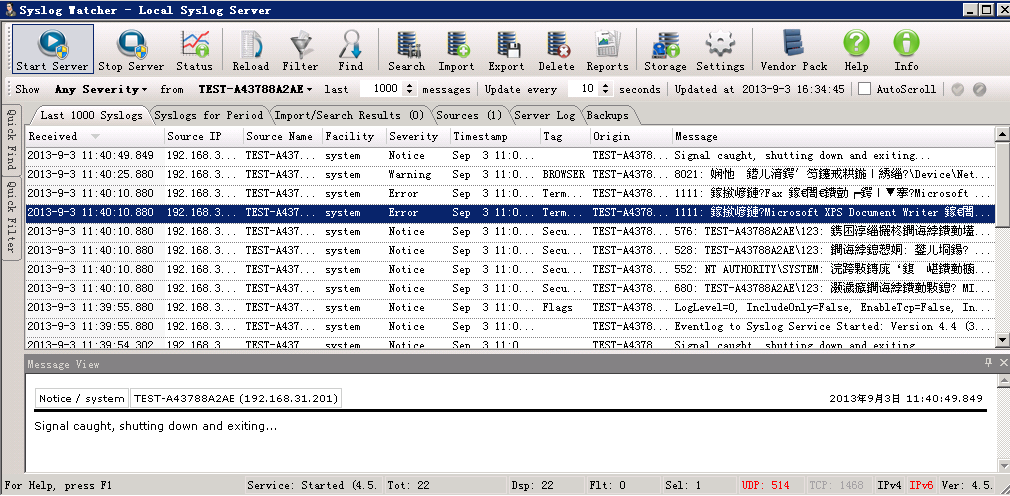 Syslog Watcher - Local Syslog Server
Start Server Stop Server Status Reload Filter Find Search Import Export Delete Reports Storage Settings Vendor Pack Help Info
Show Any Severity from TEST-A43788A2AE last 1000 messages Update every 10 seconds Updated at 2013-9-3 16:34:45 AutoScroll
Quick Find
Quick Filter
Last 1000 Syslogs Syslogs for Period Import/Search Results (0) Sources (1) Server Log Backups
Received Source IP Source Name Facility Severity Timestamp Tag Origin Message
2013-9-3 11:40:49.849 192.168.3... TEST-A437... system Notice Sep 3 11:0... TEST-A4378... Signal caught, shutting down and exiting...
2013-9-3 11:40:25.880 192.168.3... TEST-A437... system Warning Sep 3 11:0... BROWSER TEST-A4378... 8021: \Device\Net...
2013-9-3 11:40:10.880 192.168.3... TEST-A437... system Error Sep 3 11:0... Term... TEST-A4378... 1111: ?Fax ?Microsoft
2013-9-3 11:40:10.880 192.168.3... TEST-A437... system Error Sep 3 11:0... Term... TEST-A4378... 1111: ?Microsoft XPS Document Writer
2013-9-3 11:40:10.880 192.168.3... TEST-A437... system Notice Sep 3 11:0... Secu... TEST-A4378... 576: TEST-A43788A2AE\123:
2013-9-3 11:40:10.880 192.168.3... TEST-A437... system Notice Sep 3 11:0... Secu... TEST-A4378... 528: TEST-A43788A2AE\123:
2013-9-3 11:40:10.880 192.168.3... TEST-A437... system Notice Sep 3 11:0... Secu... TEST-A4378... 552: NT AUTHORITY\SYSTEM:
2013-9-3 11:40:10.880 192.168.3... TEST-A437... system Notice Sep 3 11:0... Secu... TEST-A4378... 680: TEST-A43788A2AE\123: MI...
2013-9-3 11:39:55.880 192.168.3... TEST-A437... system Notice Sep 3 11:0... Flags TEST-A4378... LogLevel=0, IncludeOnly=False, EnableTcp=False, In...
2013-9-3 11:39:55.880 192.168.3... TEST-A437... system Notice Sep 3 11:0... TEST-A4378... Eventlog to Syslog Service Started: Version 4.4 (3...
2013-9-3 11:39:54.302 192.168.3... TEST-A437... system Notice Sep 3 11:0... TEST-A4378... Signal caught, shutting down and exiting...
Message View
Notice / system TEST-A43788A2AE (192.168.31.201) 2013年9月3日 11:40:49.849
Signal caught, shutting down and exiting...
For Help, press F1 Service: Started (4.5. Tot: 22 Dsp: 22 Flt: 0 Sel: 1 UDP: 514 TCP: 1468 IPv4 IPv6 Ver: 4.5.